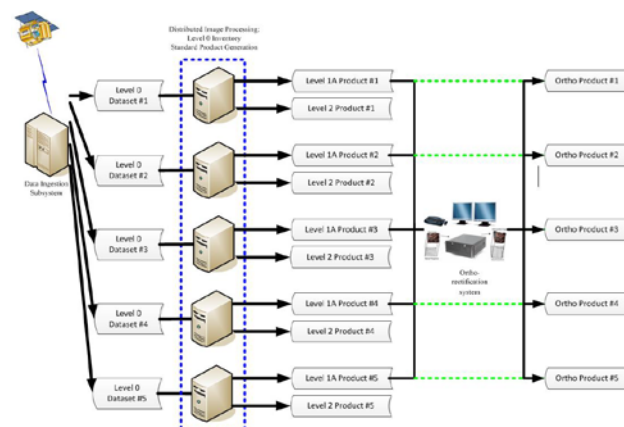 Distributed Image Processing:
Level 0 Inventory
Standard Product Generation
Level 0
Dataset #1
Level 1A Product #1
Level 2 Product #1
Ortho Product #1
Data Ingestion
Subsystem
Level 0
Dataset #2
Level 1A Product #2
Level 2 Product #2
Ortho Product #2
Level 0
Dataset #3
Level 1A Product #3
Level 2 Product #3
Ortho-
rectification
system
Ortho Product #3
Level 0
Dataset #4
Level 1A Product #4
Level 2 Product #4
Ortho Product #4
Level 0
Dataset #5
Level 1A Product #5
Level 2 Product #5
Ortho Product #5